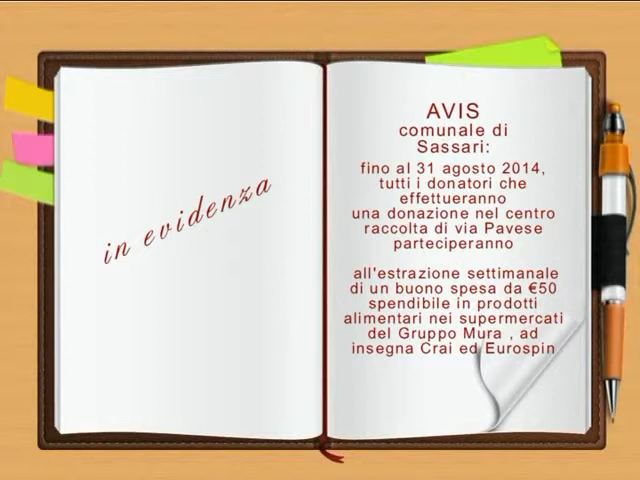 in evidenza
AVIS
comunale di
Sassari:
fino al 31 agosto 2014,
tutti i donatori che
effettueranno
una donazione nel centro
raccolta di via Pavese
parteciperanno
all'estrazione settimanale
di un buono spesa da €50
spendibile in prodotti
alimentari nei supermercati
del Gruppo Mura , ad
insegna Crai ed Eurospin